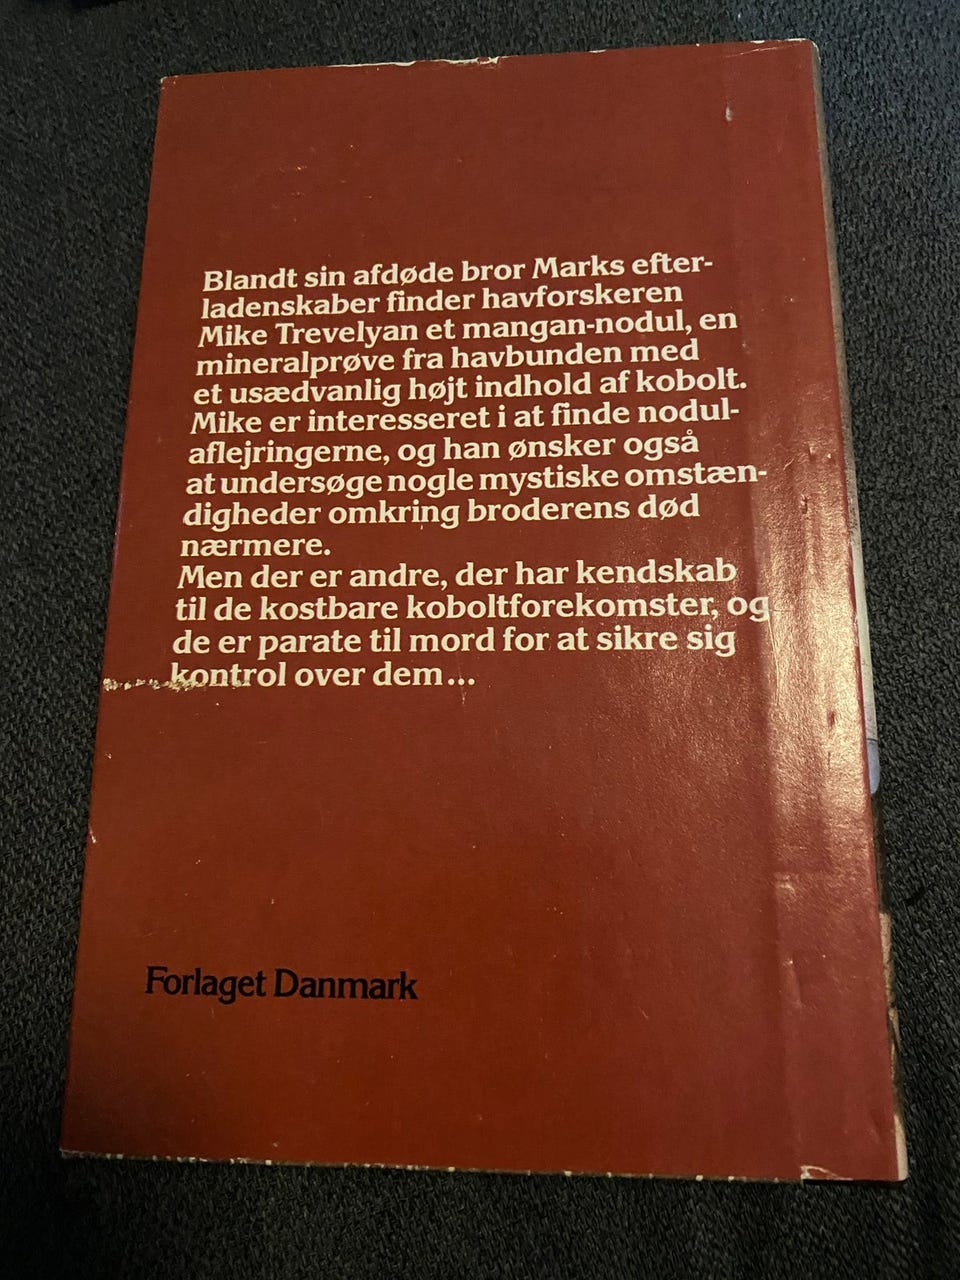 Blandt sin afdøde bror Marks efter-
ladenskaber finder havforskeren
Mike Trevelyan et mangan-nodul, en
mineralprøve fra havbunden med
et usædvanlig højt indhold af kobolt.
Mike er interesseret i at finde nodul-
aflejringerne, og han ønsker også
at undersøge nogle mystiske omstæn-
digheder omkring broderens død
nærmere.
Men der er andre, der har kendskab
til de kostbare koboltforekomster, og
de er parate til mord for at sikre sig
kontrol over dem...
Forlaget Danmark